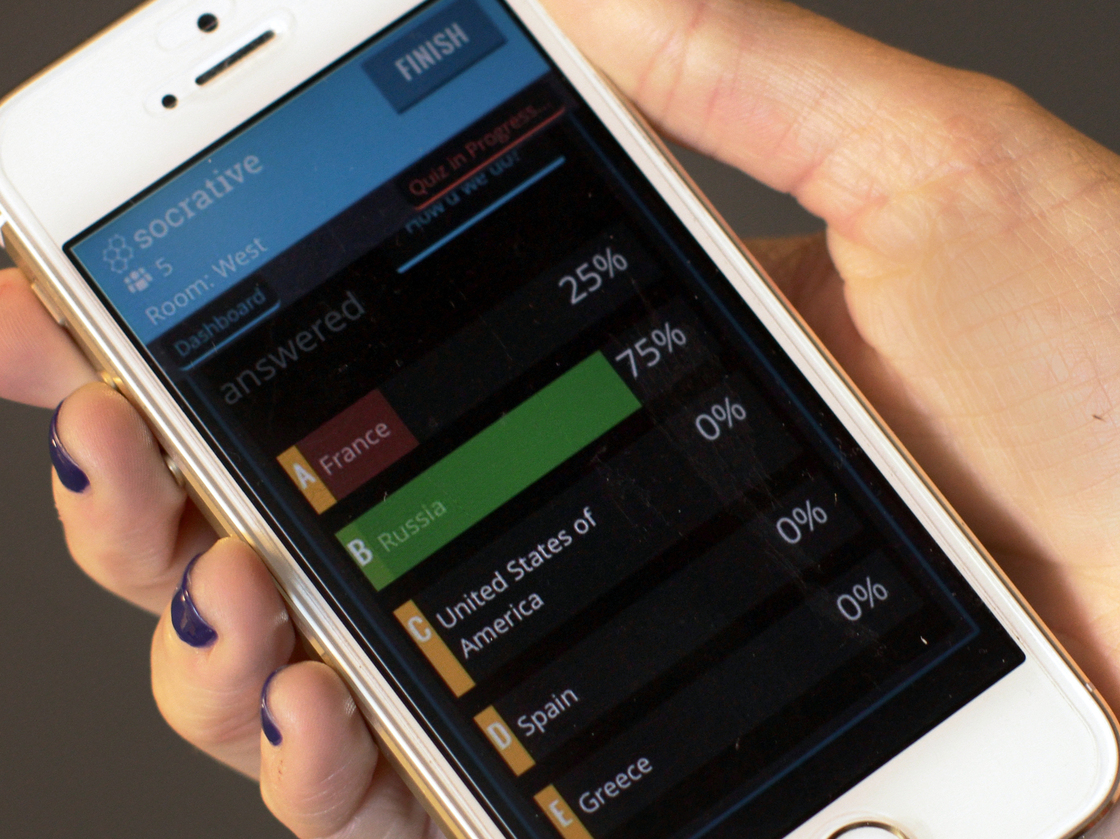 FINISH
socrative
5
Room: West
Quiz in Progress...
Dashboard
how'd we do?
answered
A France 25%
B Russia 75%
C United States of
America 0%
D Spain 0%
E Greece 0%